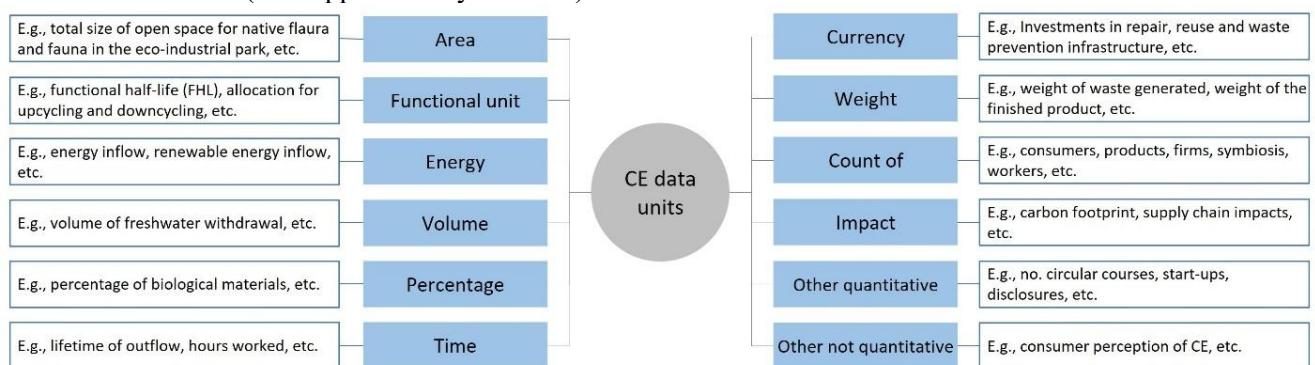 E.g., total size of open space for native flaura
and fauna in the eco-industrial park, etc.
Area
E.g., functional half-life (FHL), allocation for
upcycling and downcycling, etc.
Functional unit
E.g., energy inflow, renewable energy inflow,
etc.
Energy
E.g., volume of freshwater withdrawal, etc.
Volume
E.g., percentage of biological materials, etc.
Percentage
E.g., lifetime of outflow, hours worked, etc.
Time
CE data
units
Currency
E.g., Investments in repair, reuse and waste
prevention infrastructure, etc.
Weight
E.g., weight of waste generated, weight of the
finished product, etc.
Count of
E.g., consumers, products, firms, symbiosis,
workers, etc.
Impact
E.g., carbon footprint, supply chain impacts,
etc.
Other quantitative
E.g., no. circular courses, start-ups,
disclosures, etc.
Other not quantitative
E.g., consumer perception of CE, etc.